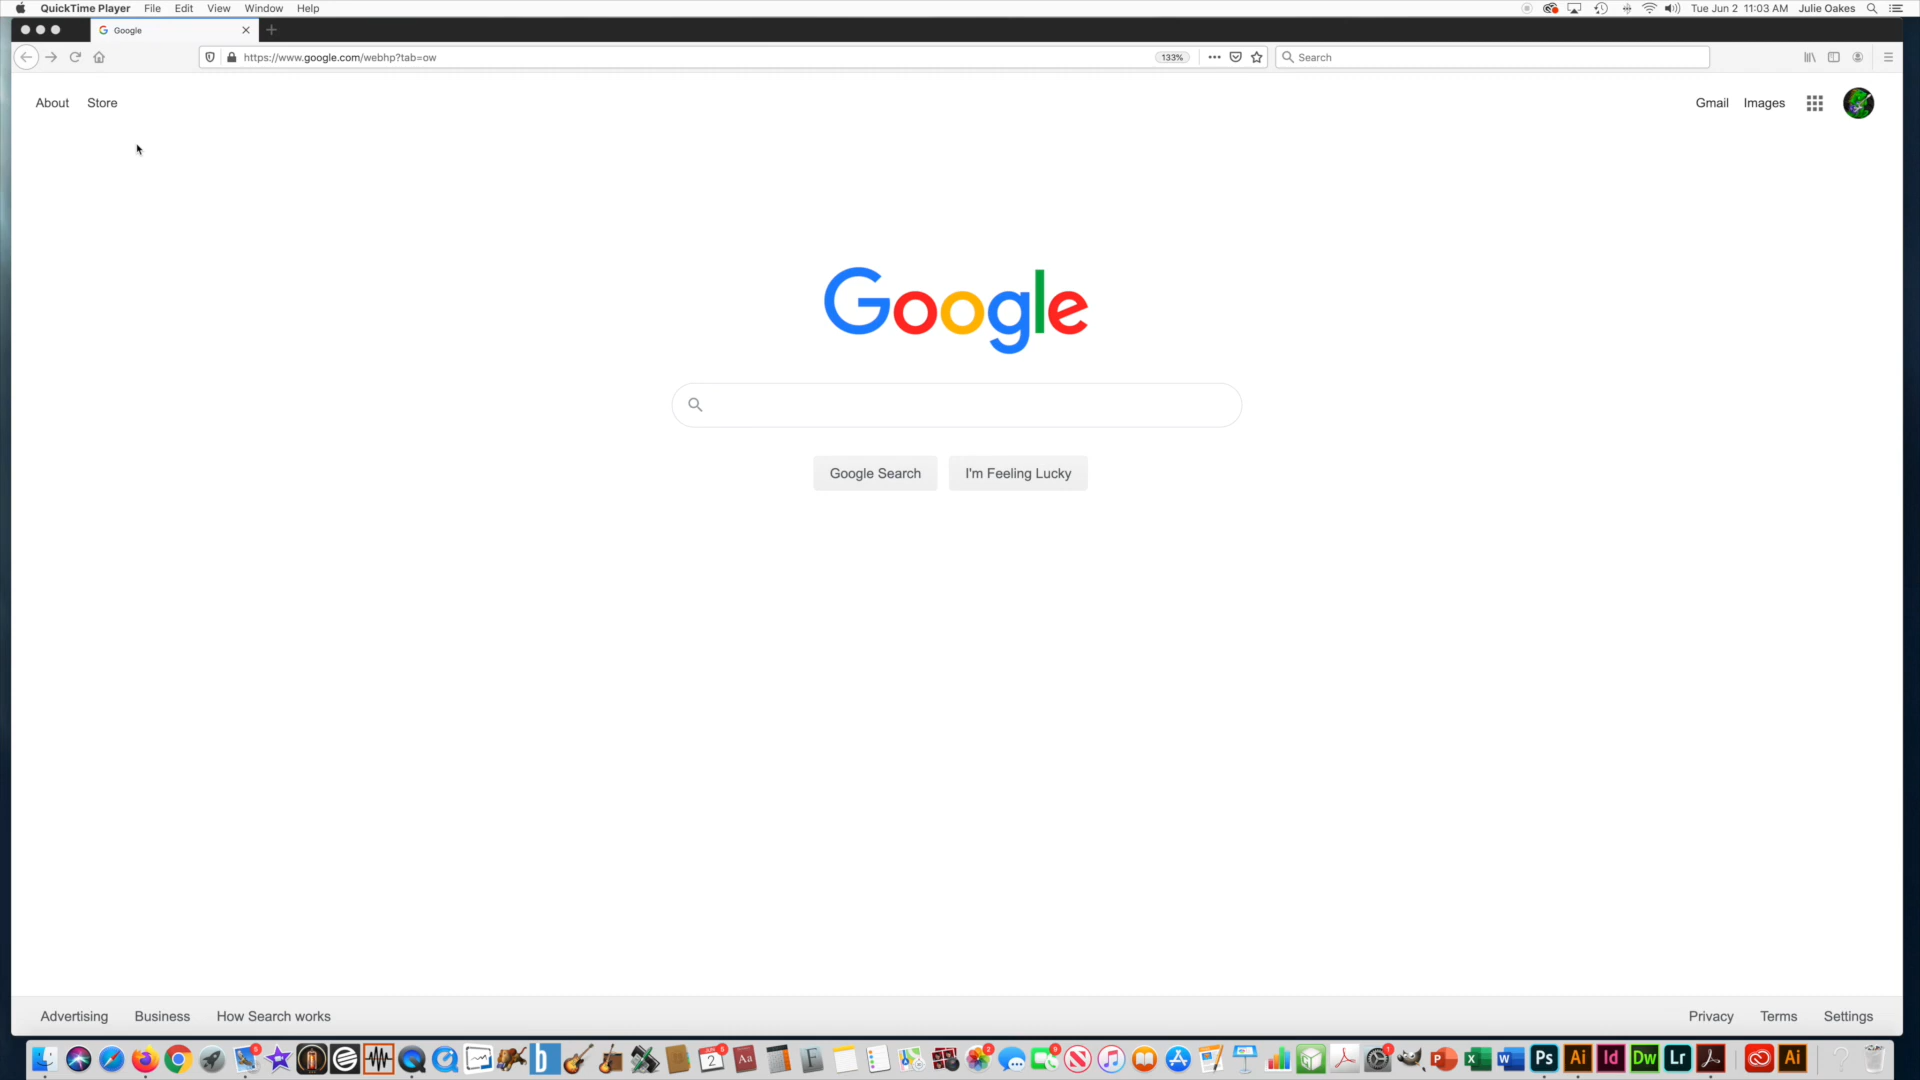 QuickTime Player File Edit View Window Help Tue Jun 2 11:03 AM Julie Oakes
Google
https://www.google.com/webhp?tab=ow 133% Search
About Store Gmail Images
Google
Google Search I'm Feeling Lucky
Advertising Business How Search works Privacy Terms Settings
b Aa F P X W Ps Ai Id Dw Lr Ai